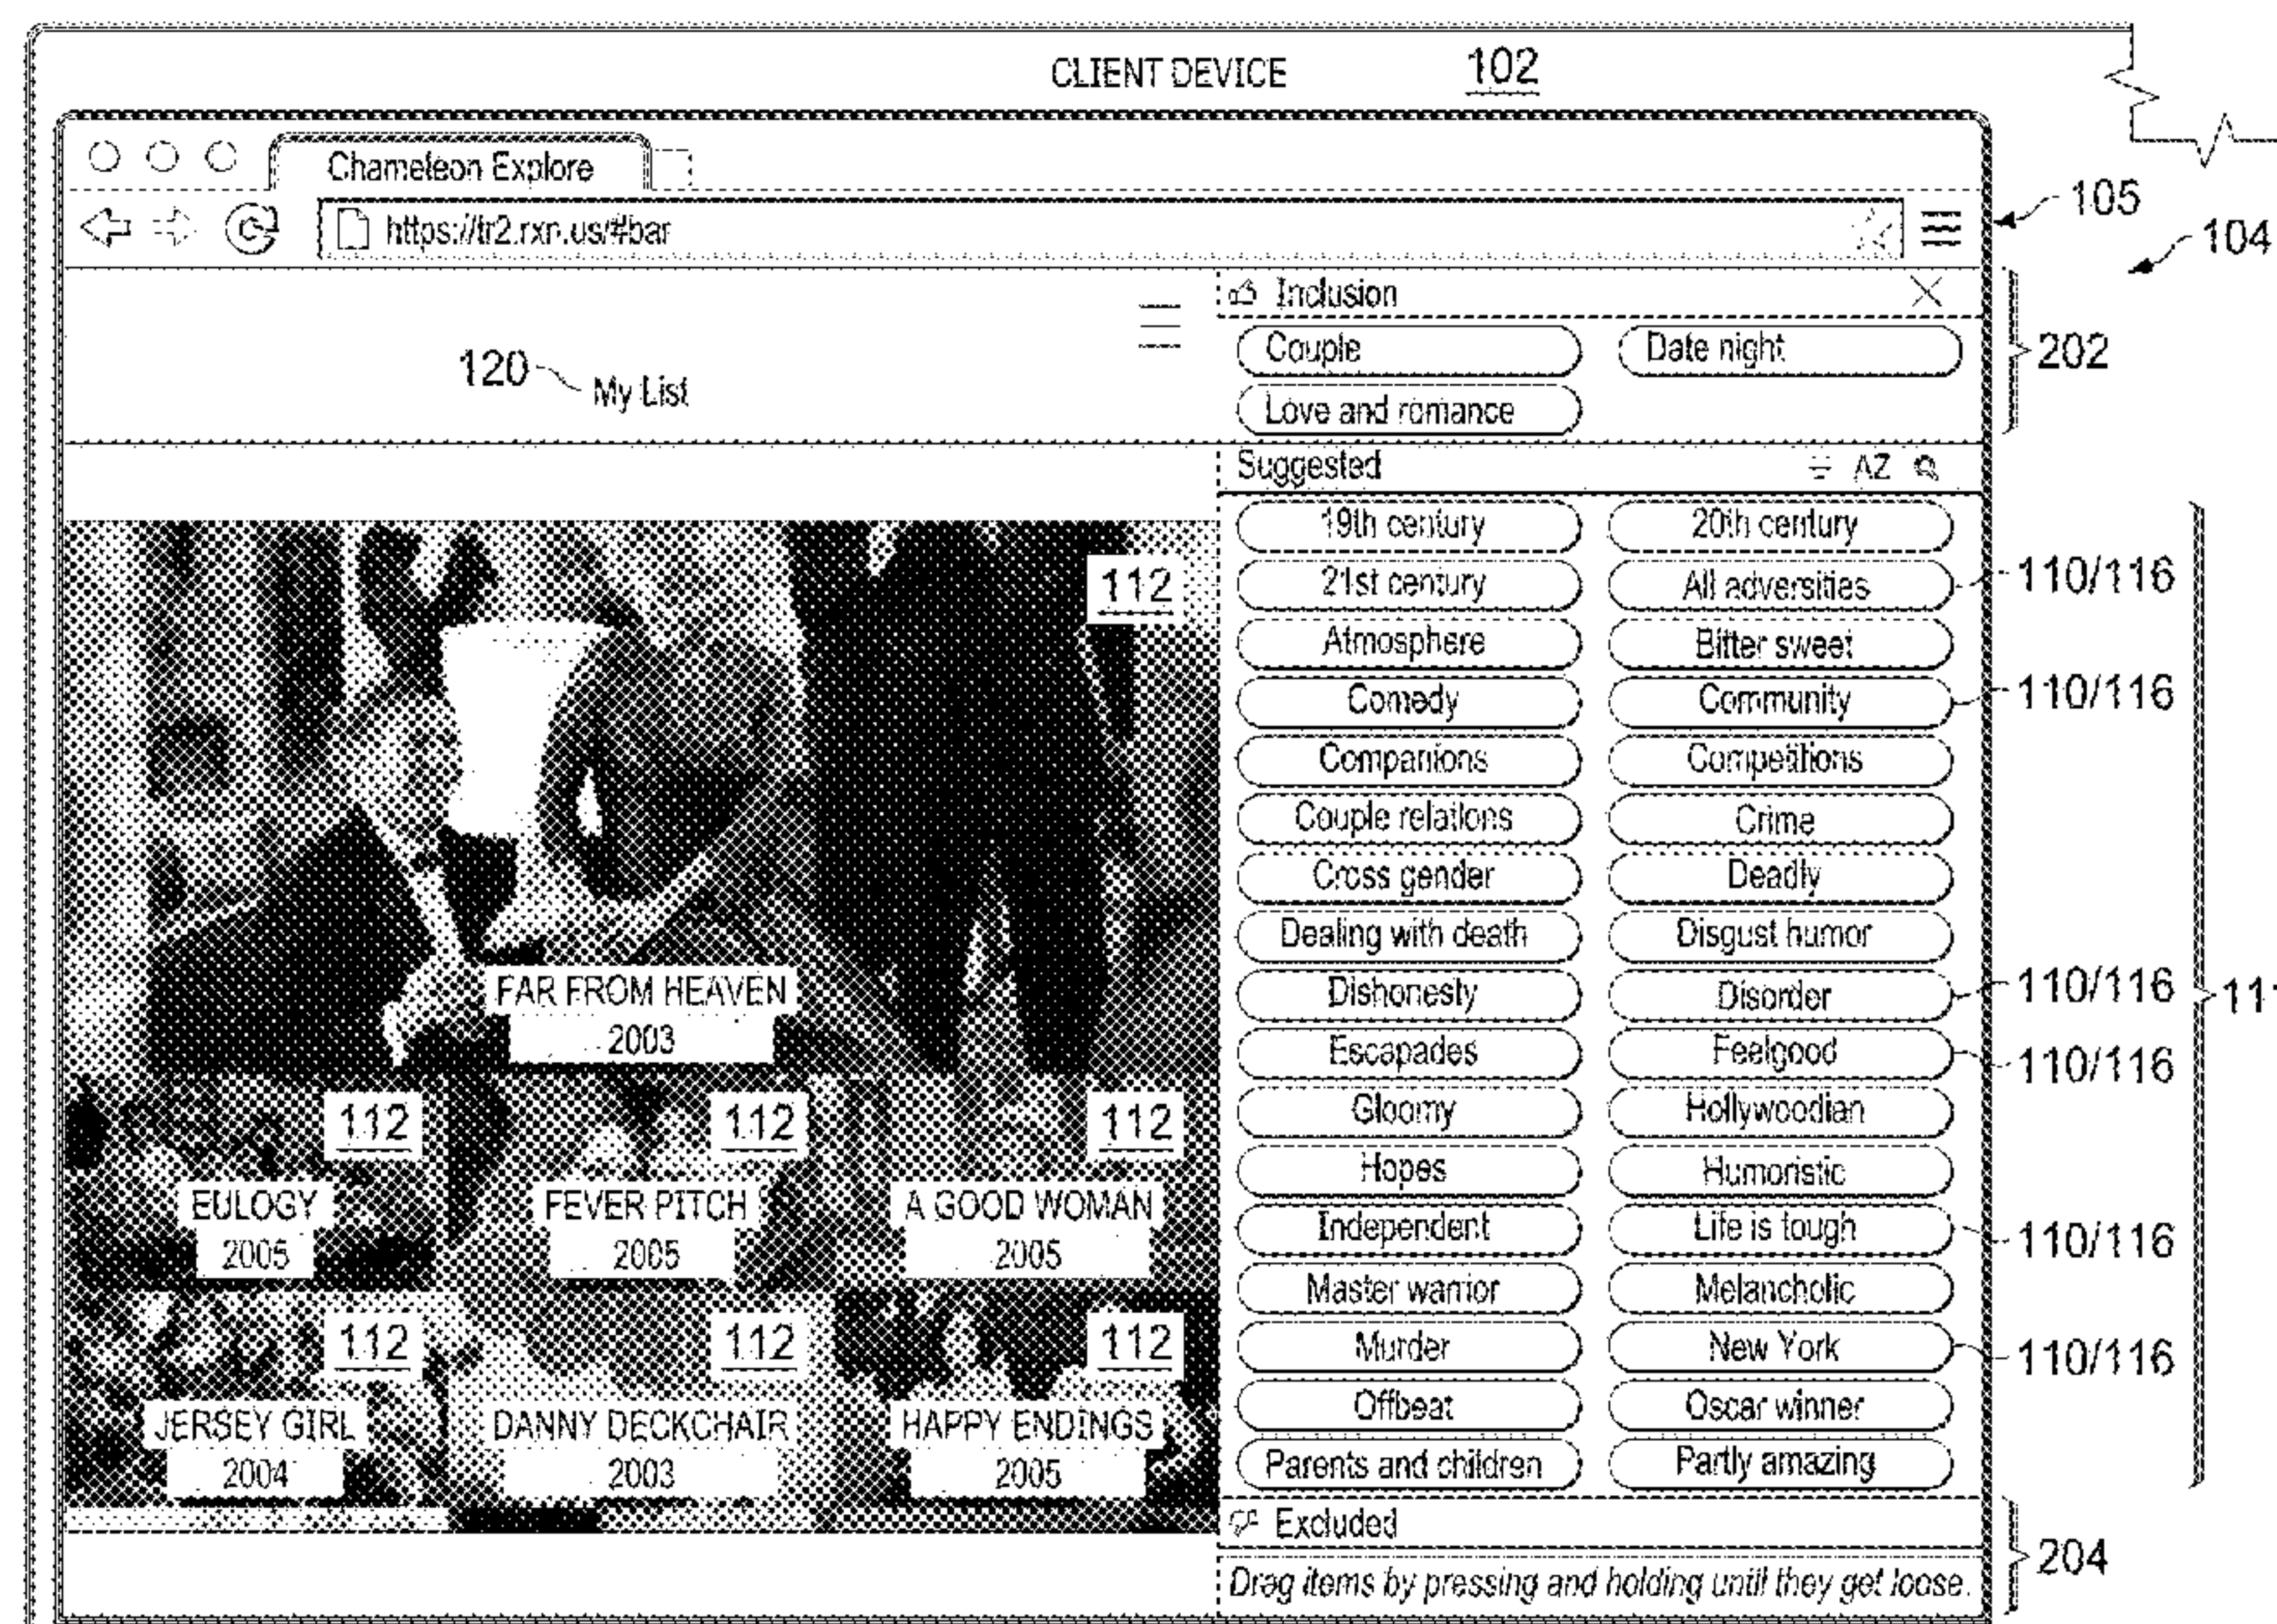 CLIENT DEVICE 102
Chameleon Explore
https://tr2.rxn.us/#bar
105
104
Inclusion
Couple Date night
202
120 My List
Love and romance
Suggested AZ
19th century 20th century
112
21st century All adversities 110/116
Atmosphere Bitter sweet
Comedy Community 110/116
Companions Competitions
Couple relations Crime
Cross gender Deadly
Dealing with death Disgust humor
FAR FROM HEAVEN
2003
Dishonesty Disorder 110/116
Escapades Feelgood 110/116
112 112 112
Gloomy Hollywoodian
EULOGY FEVER PITCH A GOOD WOMAN
2005 2005 2005
Hopes Humoristic
Independent Life is tough 110/116
Master warrior Melancholic
112 112 112
Murder New York 110/116
JERSEY GIRL DANNY DECKCHAIR HAPPY ENDINGS
2004 2003 2005
Offbeat Oscar winner
Parents and children Partly amazing
Excluded
204
Drag items by pressing and holding until they get loose.